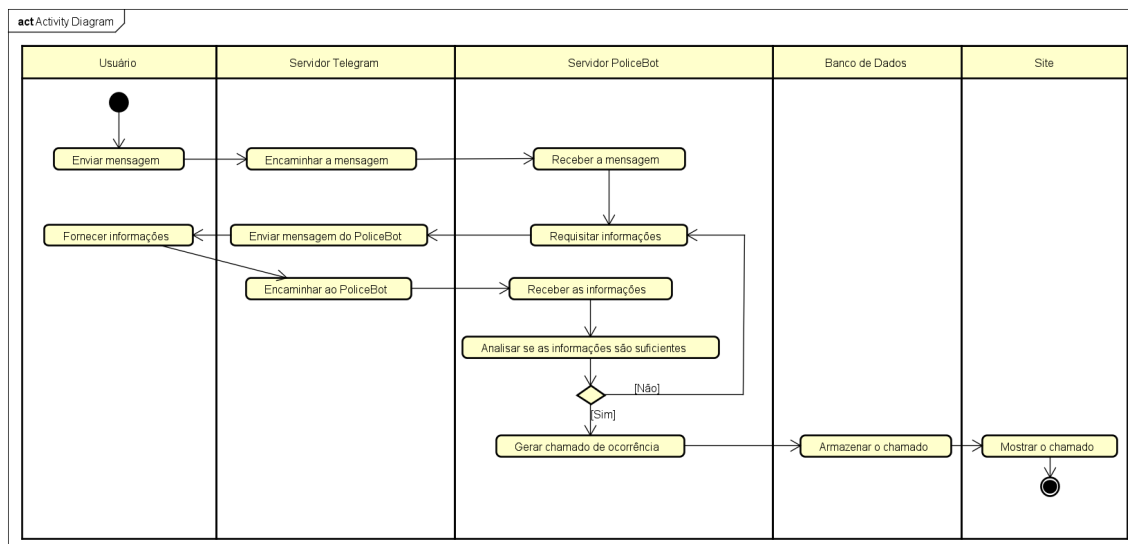 act Activity Diagram
Usuário
Servidor Telegram
Servidor PoliceBot
Banco de Dados
Site
Enviar mensagem
Encaminhar a mensagem
Receber a mensagem
Fornecer informações
Enviar mensagem do PoliceBot
Requisitar informações
Encaminhar ao PoliceBot
Receber as informações
Analisar se as informações são suficientes
[Não]
[Sim]
Gerar chamado de ocorrência
Armazenar o chamado
Mostrar o chamado